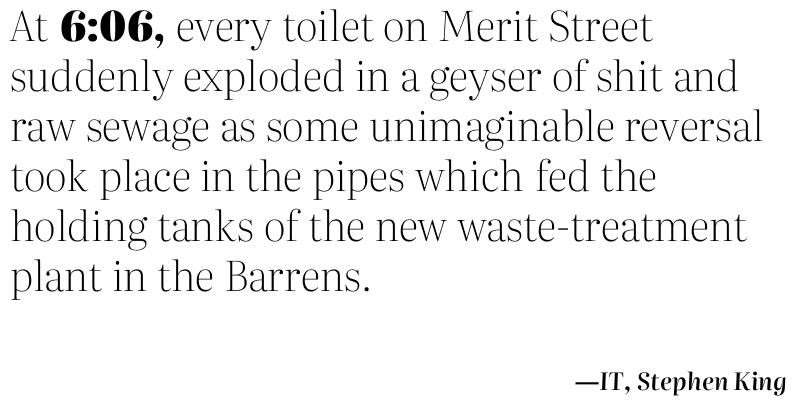 At 6:06, every toilet on Merit Street
suddenly exploded in a geyser of shit and
raw sewage as some unimaginable reversal
took place in the pipes which fed the
holding tanks of the new waste-treatment
plant in the Barrens.
—IT, Stephen King